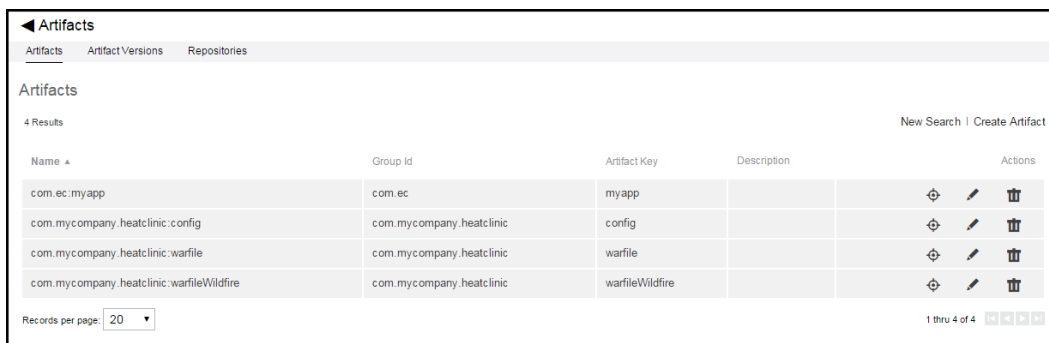 Artifacts
Artifacts Artifact Versions Repositories
Artifacts
4 Results New Search | Create Artifact
Name Group Id Artifact Key Description Actions
com.ec:myapp com.ec myapp
com.mycompany.heatclinic:config com.mycompany.heatclinic config
com.mycompany.heatclinic:warfile com.mycompany.heatclinic warfile
com.mycompany.heatclinic:warfileWildfire com.mycompany.heatclinic warfileWildfire
Records per page: 20 1 thru 4 of 4